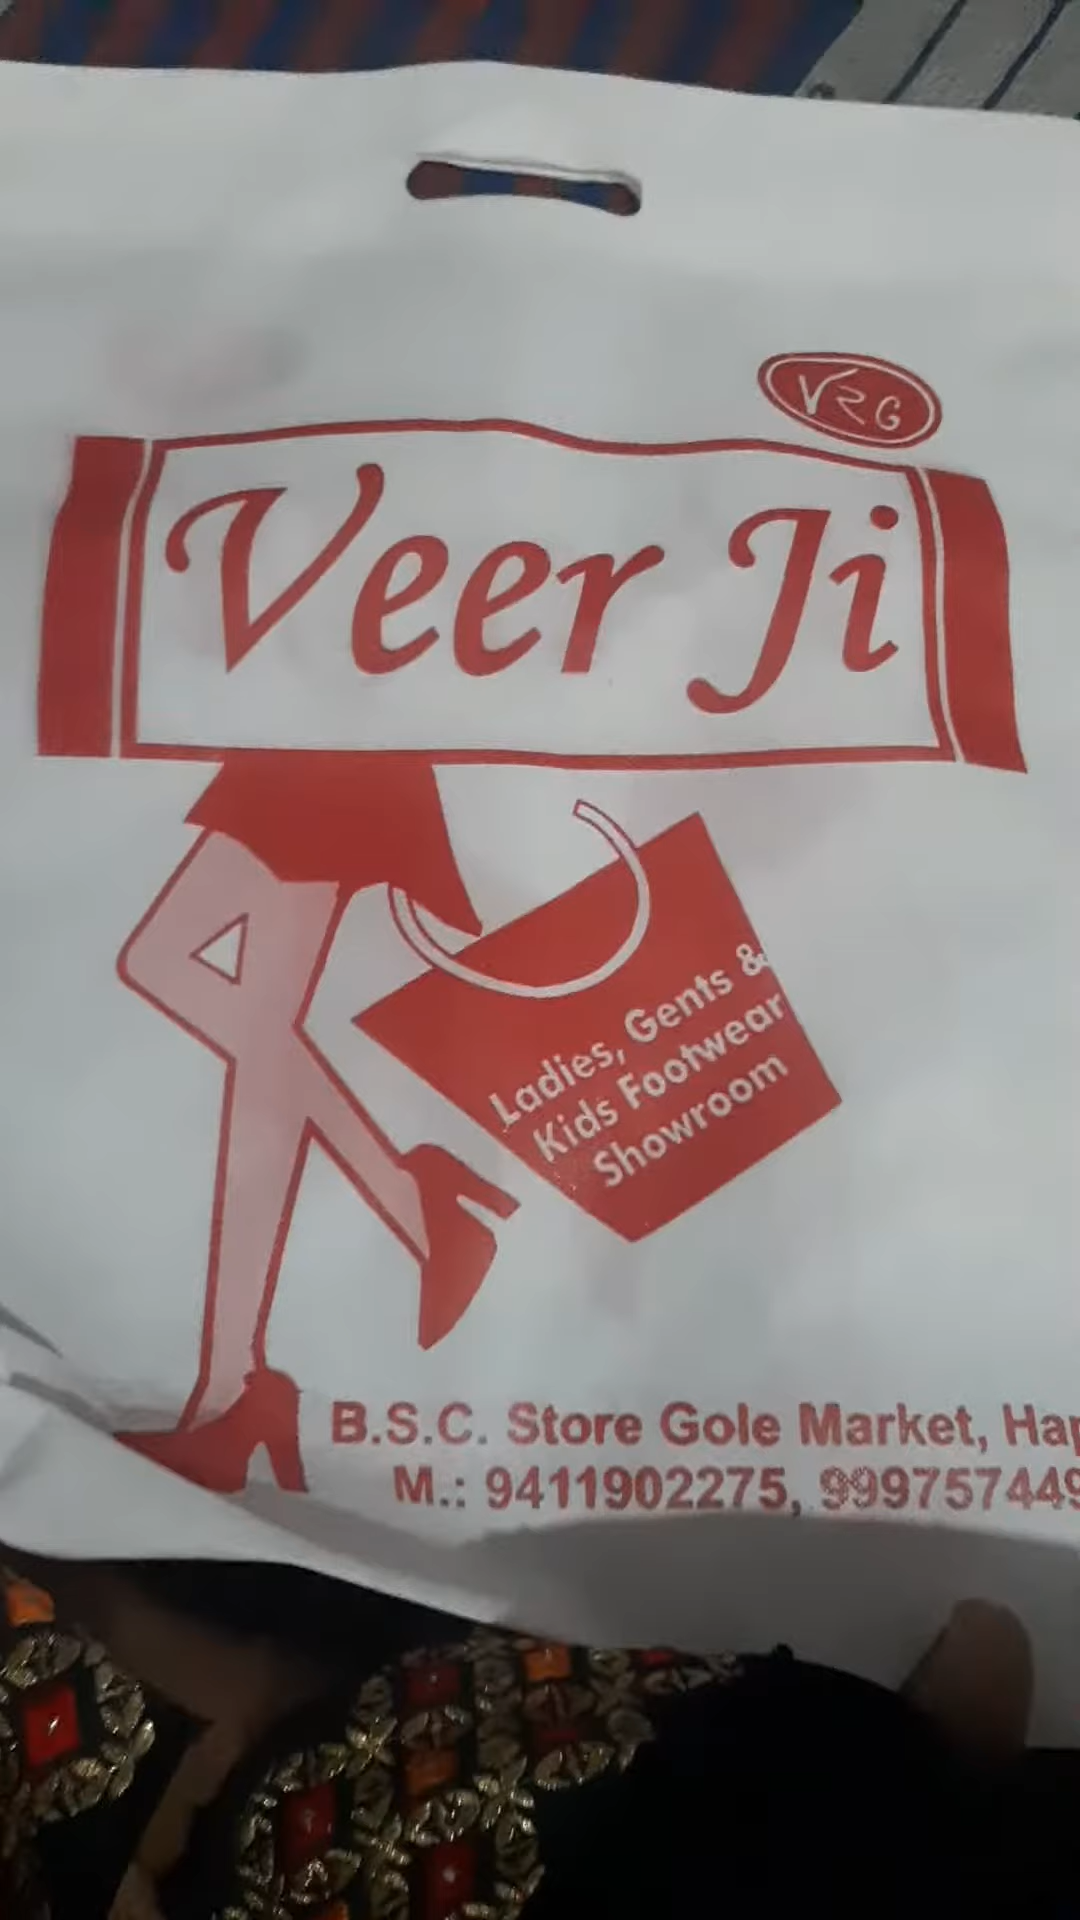 VRG
Veer Ji
Ladies, Gents &
Kids Footwear
Showroom
B.S.C. Store Gole Market,
M.: 9411902275,